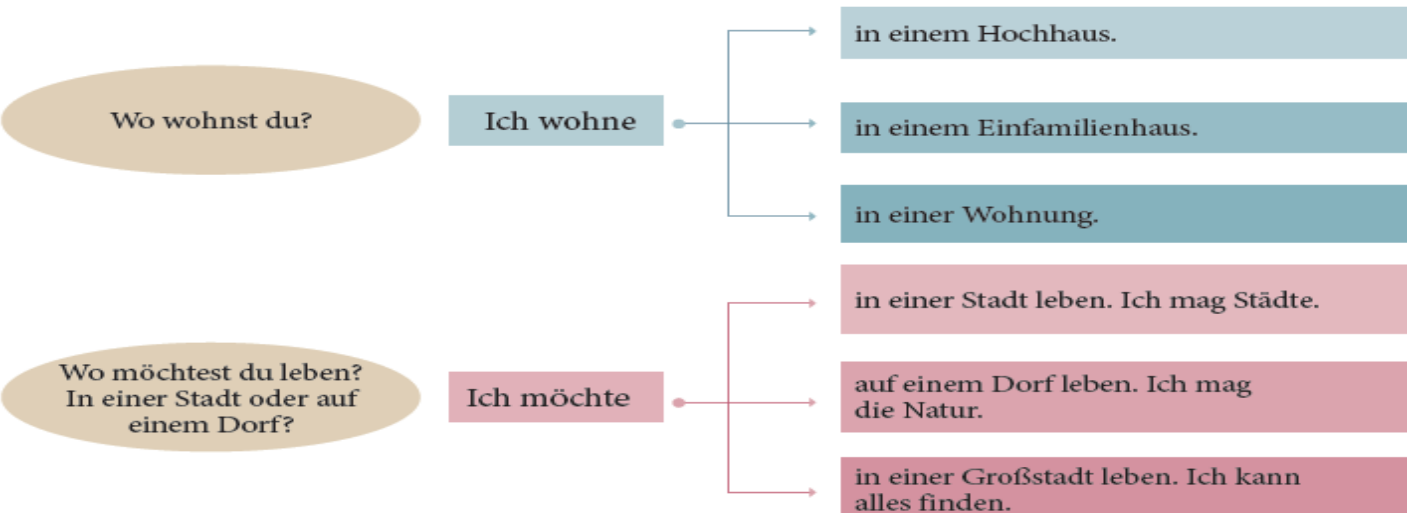 Wo wohnst du?
Ich wohne
in einem Hochhaus.
in einem Einfamilienhaus.
in einer Wohnung.
Wo möchtest du leben?
In einer Stadt oder auf
einem Dorf?
Ich möchte
in einer Stadt leben. Ich mag Städte.
auf einem Dorf leben. Ich mag
die Natur.
in einer Großstadt leben. Ich kann
alles finden.